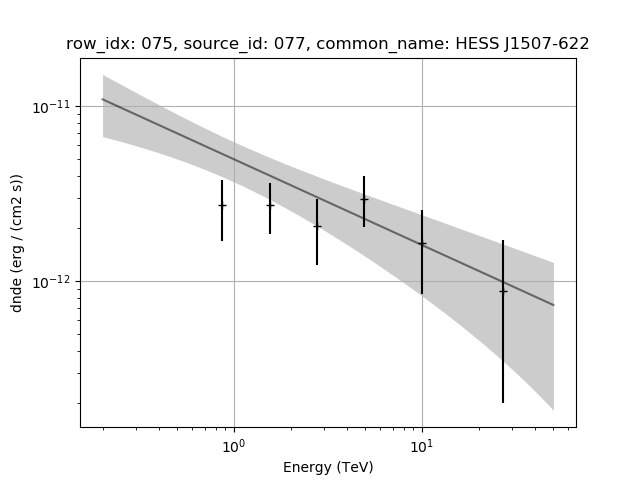 row_idx: 075, source_id: 077, common_name: HESS J1507-622
dnde (erg / (cm2 s))
10⁻¹¹
10⁻¹²
10⁰
10¹
Energy (TeV)